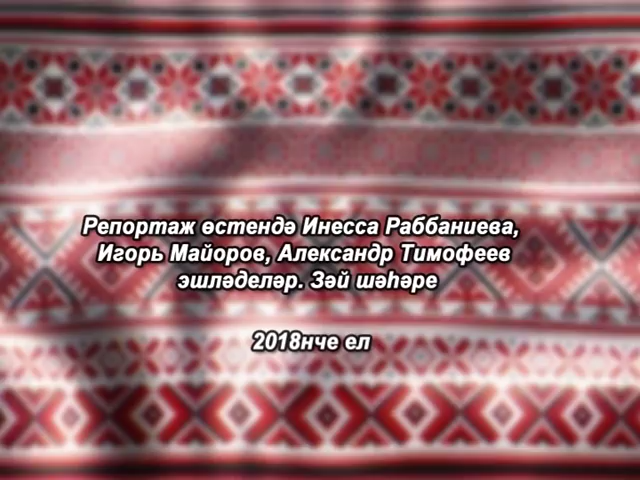 Репортаж өстендә Инесса Раббаниева,
Игорь Майоров, Александр Тимофеев
эшләделәр. Зәй шәһәре
2018нче ел